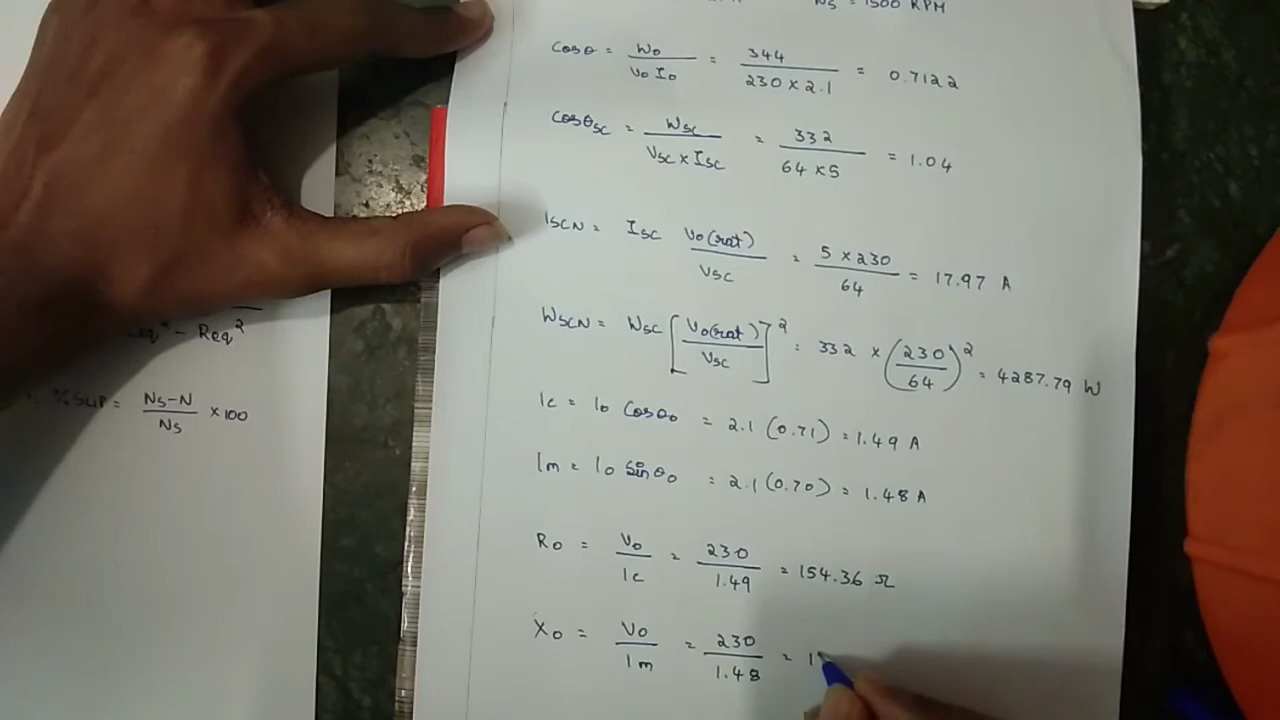 Ns = 1500 RPM
Cosθ = Wo / Vo Io = 344 / 230 × 2.1 = 0.7122
Cosθsc = Wsc / Vsc × Isc = 332 / 64 × 5 = 1.04
Iscn = Isc Vo(rat) / Vsc = 5 × 230 / 64 = 17.97 A
Wscn = Wsc [Vo(rat) / Vsc]² = 332 × (230 / 64)² = 4287.79 W
Ic = Io Cosθo = 2.1 (0.71) = 1.49 A
Im = Io Sinθo = 2.1 (0.70) = 1.48 A
Ro = Vo / Ic = 230 / 1.49 = 154.36 Ω
Xo = Vo / Im = 230 / 1.48 = 1
- Req²
% SLIP = Ns-N / Ns × 100